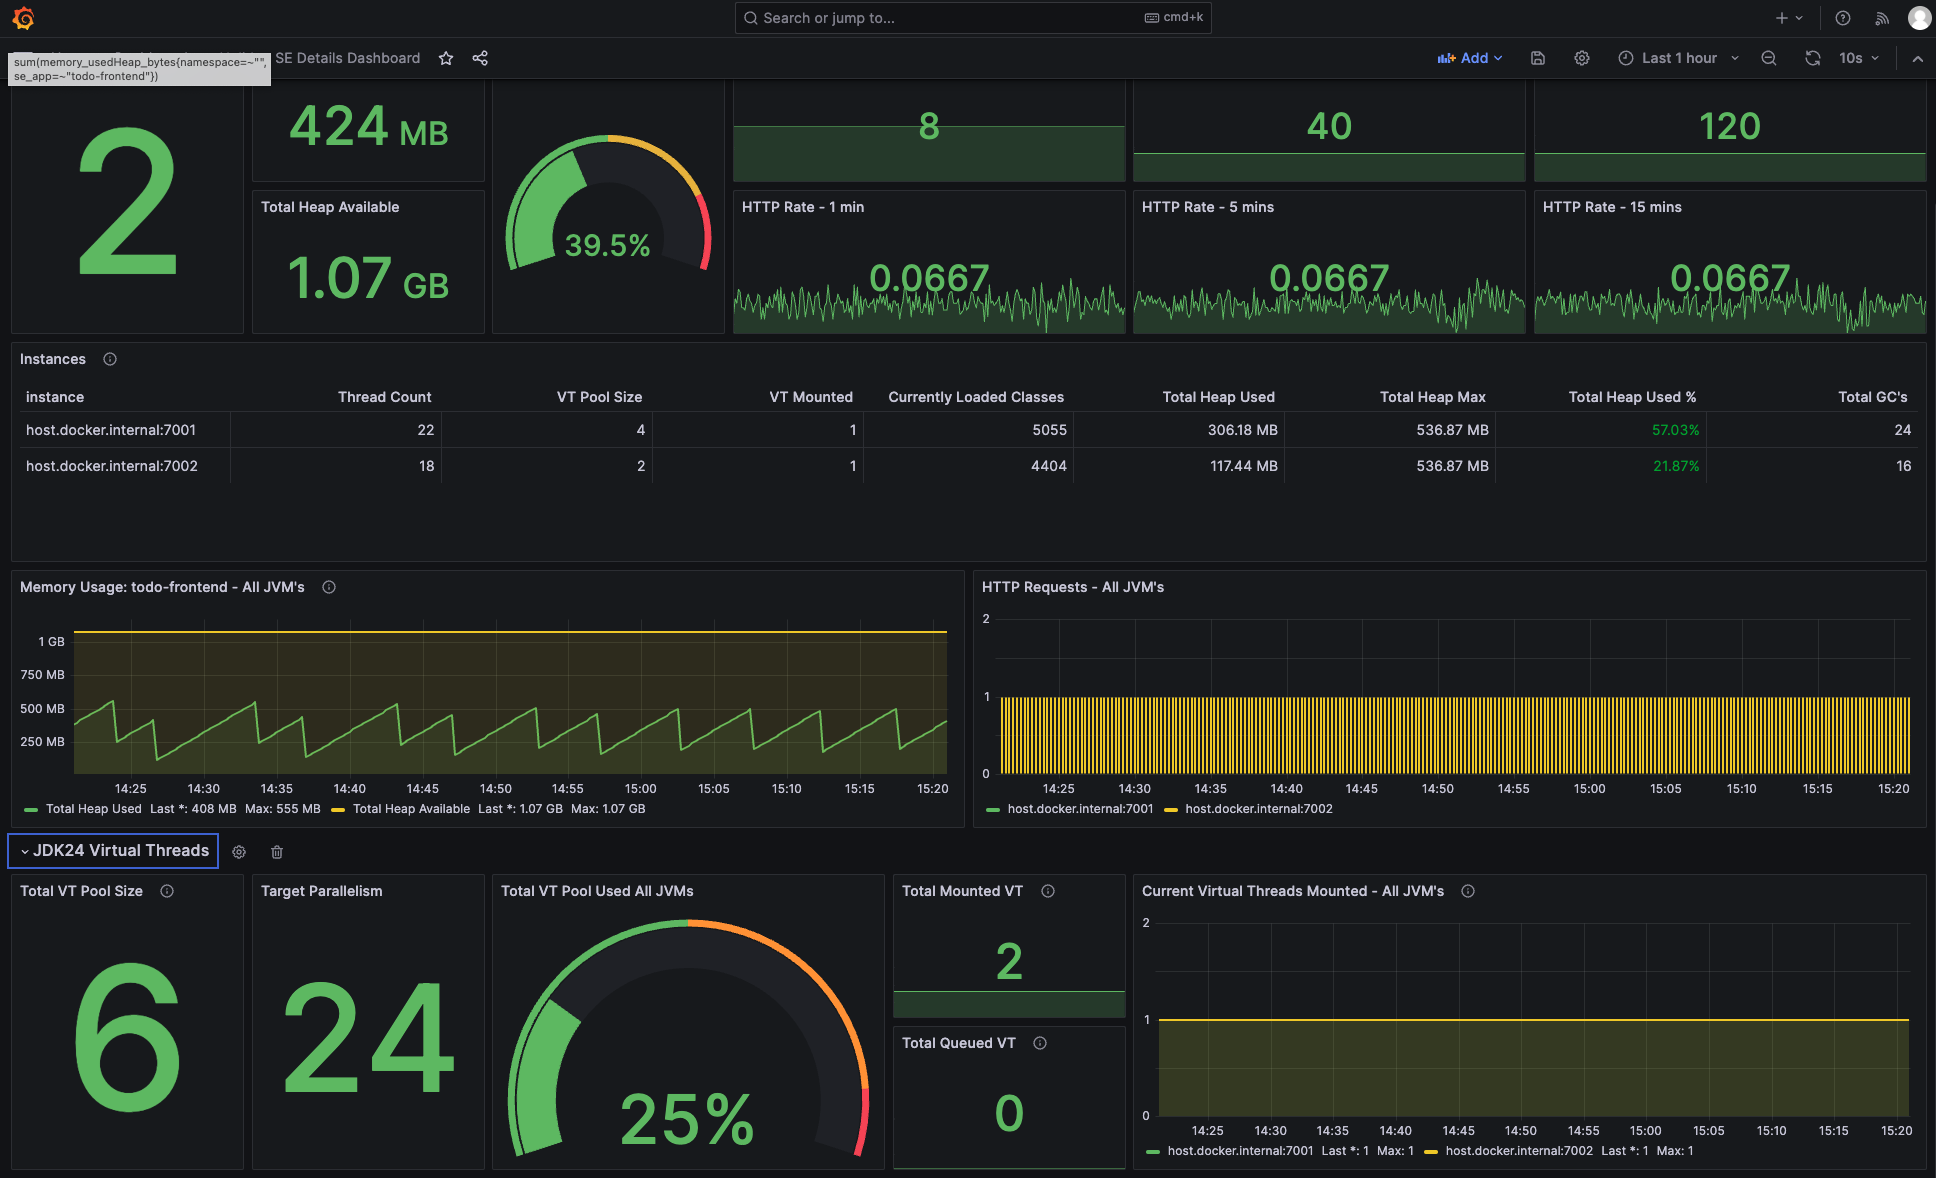 Search or jump to...
cmd+k
sum(memory_usedHeap_bytes{namespace=~"",
se_app=~"todo-frontend"})
SE Details Dashboard
Add
Last 1 hour
10s
2
424 MB
Total Heap Available
1.07 GB
39.5%
8
40
120
HTTP Rate - 1 min
0.0667
HTTP Rate - 5 mins
0.0667
HTTP Rate - 15 mins
0.0667
Instances
instance Thread Count VT Pool Size VT Mounted Currently Loaded Classes Total Heap Used Total Heap Max Total Heap Used % Total GC's
host.docker.internal:7001 22 4 1 5055 306.18 MB 536.87 MB 57.03% 24
host.docker.internal:7002 18 2 1 4404 117.44 MB 536.87 MB 21.87% 16
Memory Usage: todo-frontend - All JVM's
1 GB
750 MB
500 MB
250 MB
14:25 14:30 14:35 14:40 14:45 14:50 14:55 15:00 15:05 15:10 15:15 15:20
Total Heap Used Last *: 408 MB Max: 555 MB Total Heap Available Last *: 1.07 GB Max: 1.07 GB
HTTP Requests - All JVM's
2
1
0
14:25 14:30 14:35 14:40 14:45 14:50 14:55 15:00 15:05 15:10 15:15 15:20
host.docker.internal:7001 host.docker.internal:7002
JDK24 Virtual Threads
Total VT Pool Size
6
Target Parallelism
24
Total VT Pool Used All JVMs
25%
Total Mounted VT
2
Total Queued VT
0
Current Virtual Threads Mounted - All JVM's
2
1
0
14:25 14:30 14:35 14:40 14:45 14:50 14:55 15:00 15:05 15:10 15:15 15:20
host.docker.internal:7001 Last *: 1 Max: 1 host.docker.internal:7002 Last *: 1 Max: 1